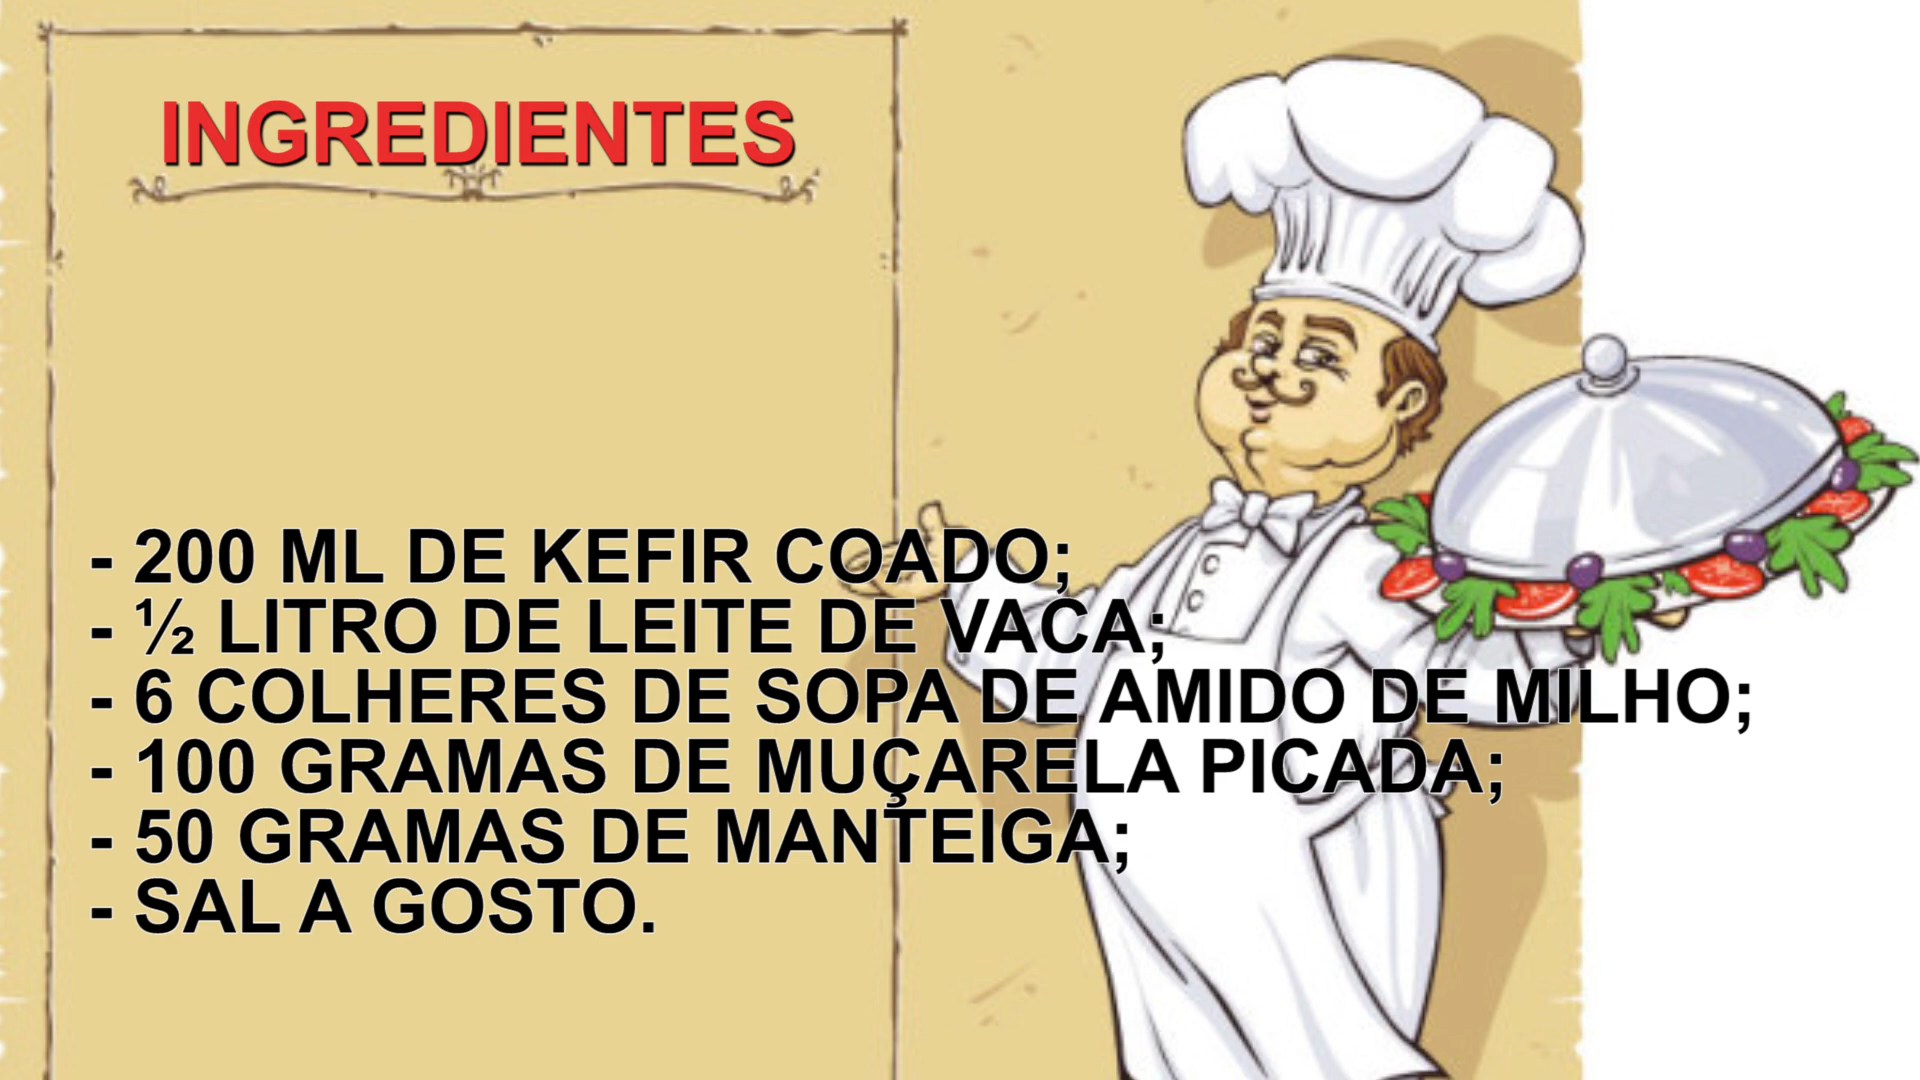 INGREDIENTES
- 200 ML DE KEFIR COADO;
- ½ LITRO DE LEITE DE VACA;
- 6 COLHERES DE SOPA DE AMIDO DE MILHO;
- 100 GRAMAS DE MUÇARELA PICADA;
- 50 GRAMAS DE MANTEIGA;
- SAL A GOSTO.